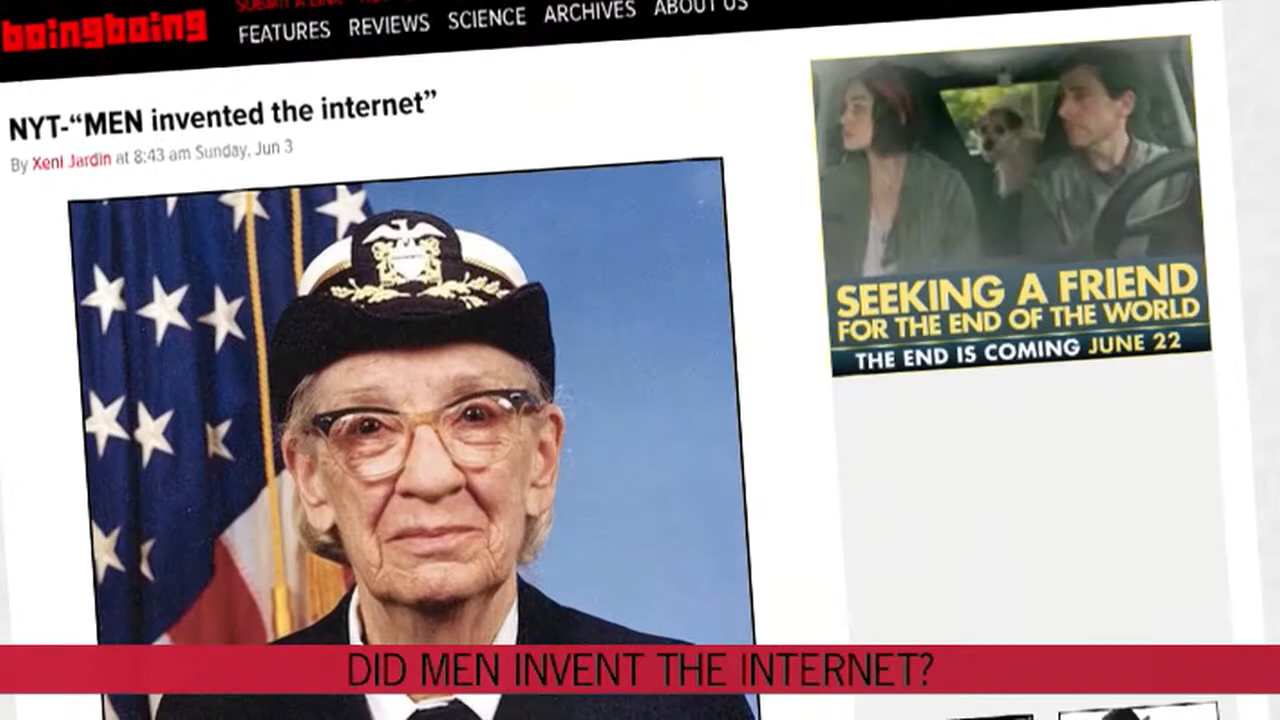 boingboing
SUBMIT A LINK
FEATURES REVIEWS SCIENCE ARCHIVES ABOUT US
NYT-“MEN invented the internet”
By Xeni Jardin at 8:43 am Sunday, Jun 3
SEEKING A FRIEND
FOR THE END OF THE WORLD
THE END IS COMING JUNE 22
DID MEN INVENT THE INTERNET?